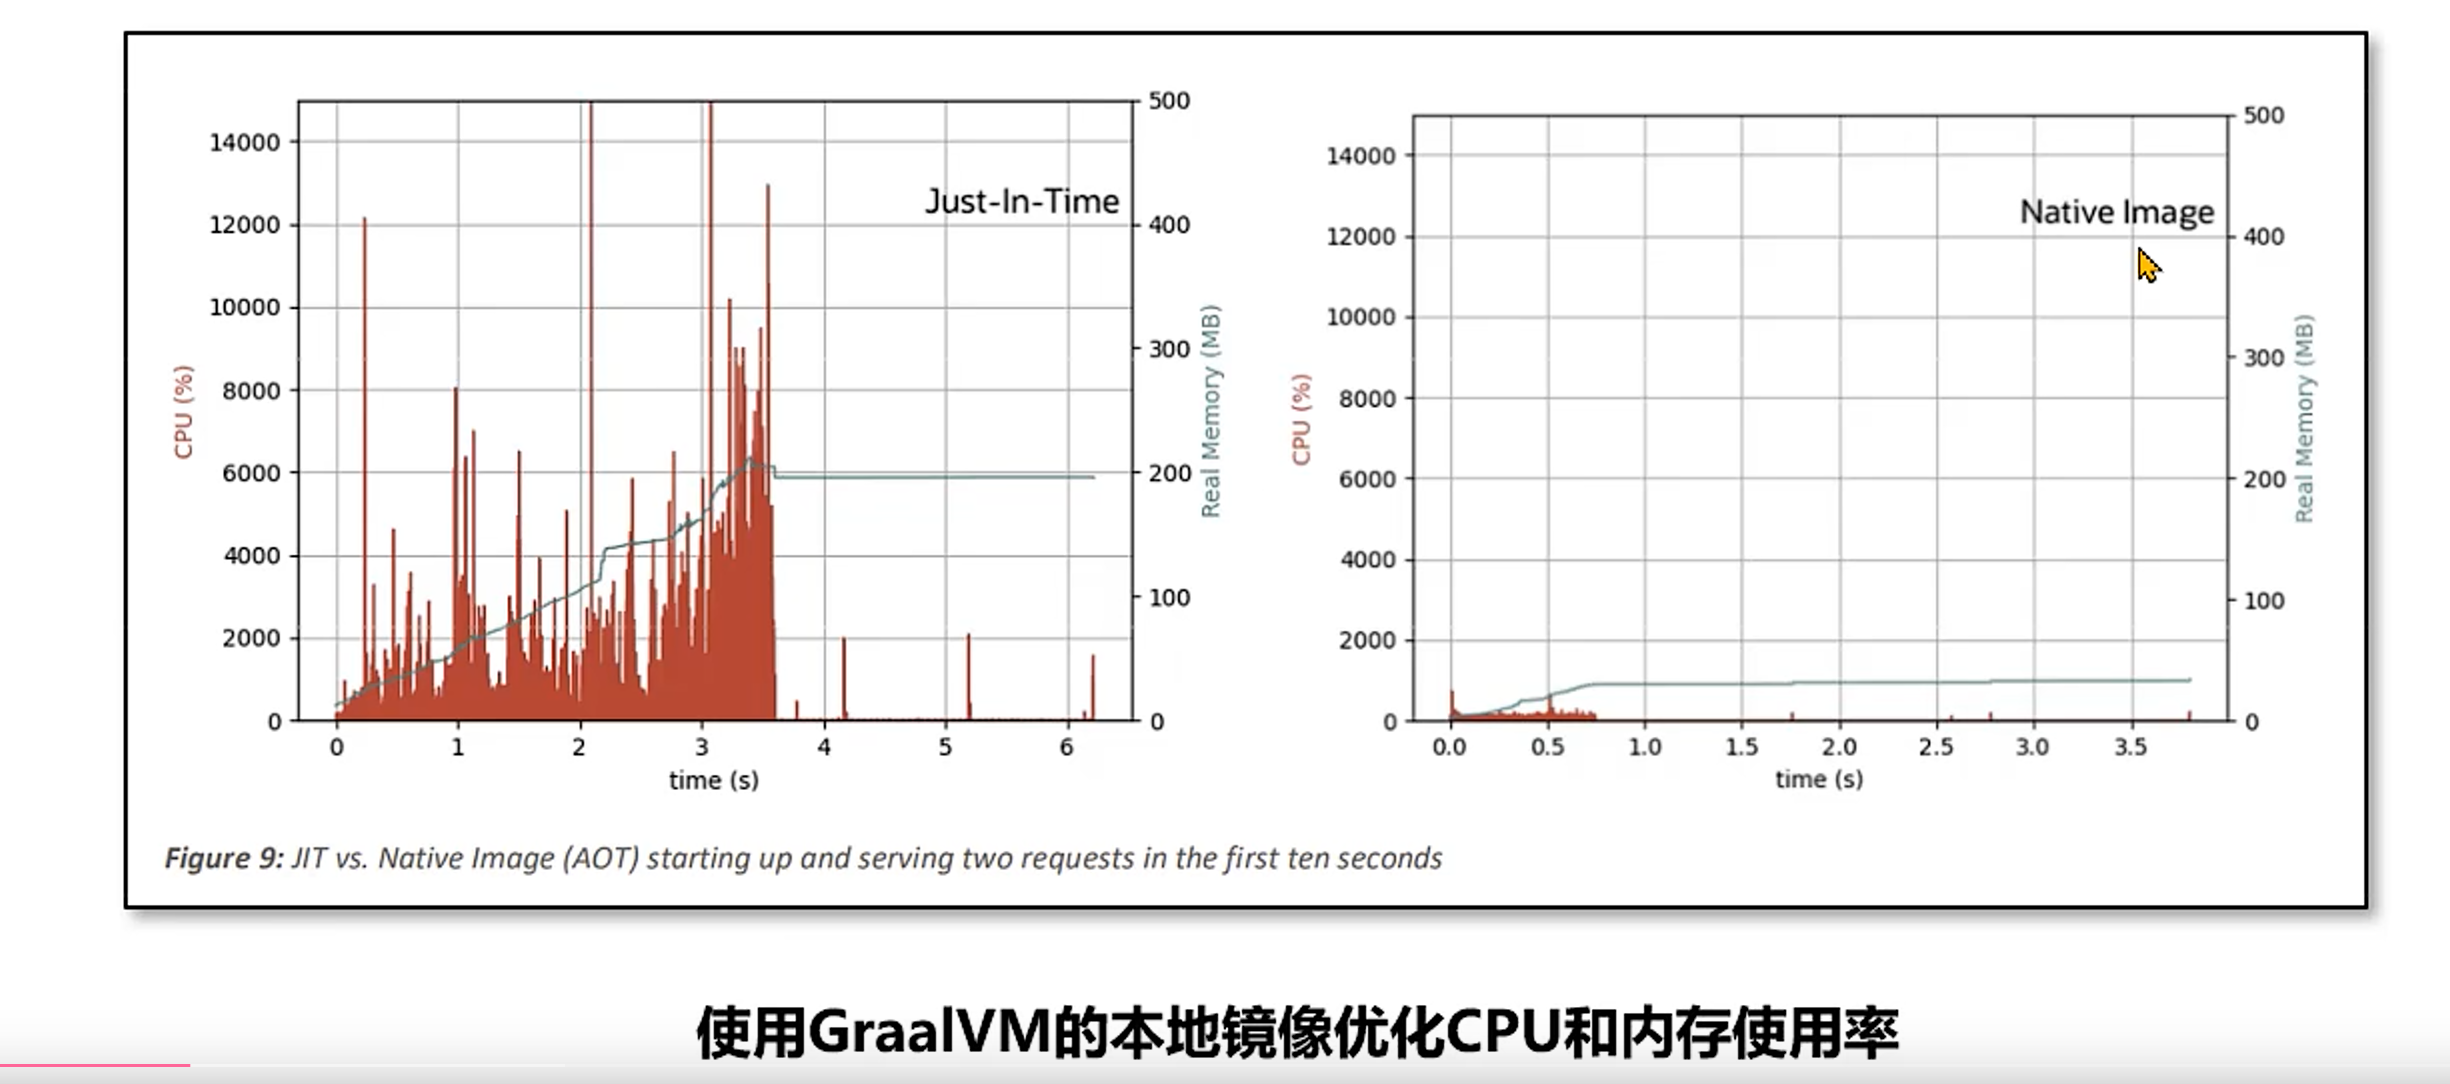 Just-In-Time
CPU (%)
14000
12000
10000
8000
6000
4000
2000
0
500
400
300
200
100
0
Real Memory (MB)
0 1 2 3 4 5 6
time (s)
Native Image
CPU (%)
14000
12000
10000
8000
6000
4000
2000
0
500
400
300
200
100
0
Real Memory (MB)
0.0 0.5 1.0 1.5 2.0 2.5 3.0 3.5
time (s)
Figure 9: JIT vs. Native Image (AOT) starting up and serving two requests in the first ten seconds
使用GraalVM的本地镜像优化CPU和内存使用率